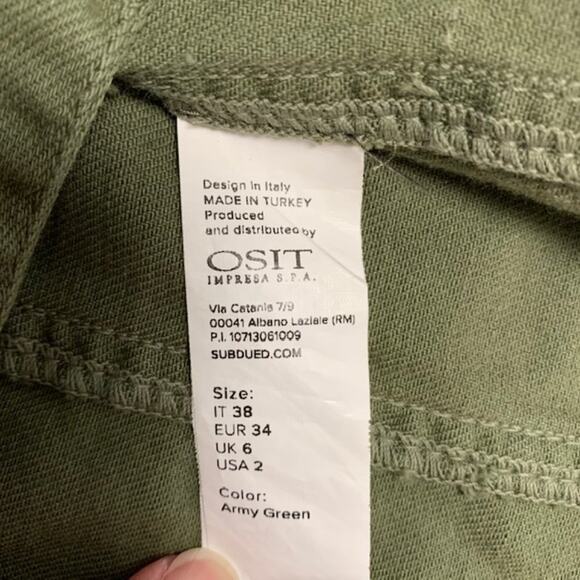 Design in Italy
MADE IN TURKEY
Produced
and distributed by
OSIT
IMPRESA S.P.A.
Via Catania 7/9
00041 Albano Laziale (RM)
P.I. 10713061009
SUBDUED.COM
Size:
IT 38
EUR 34
UK 6
USA 2
Color:
Army Green